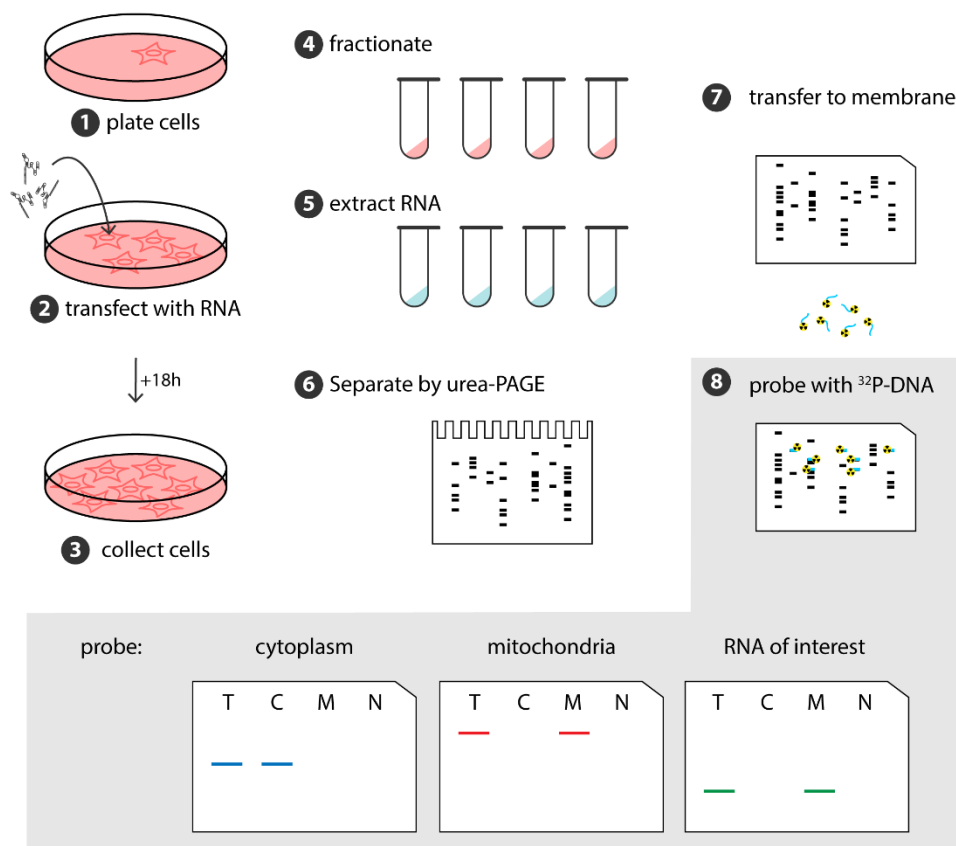 1 plate cells
2 transfect with RNA
+18h
3 collect cells
4 fractionate
5 extract RNA
6 Separate by urea-PAGE
7 transfer to membrane
8 probe with ³²P-DNA
probe: cytoplasm mitochondria RNA of interest
T C M N T C M N T C M N